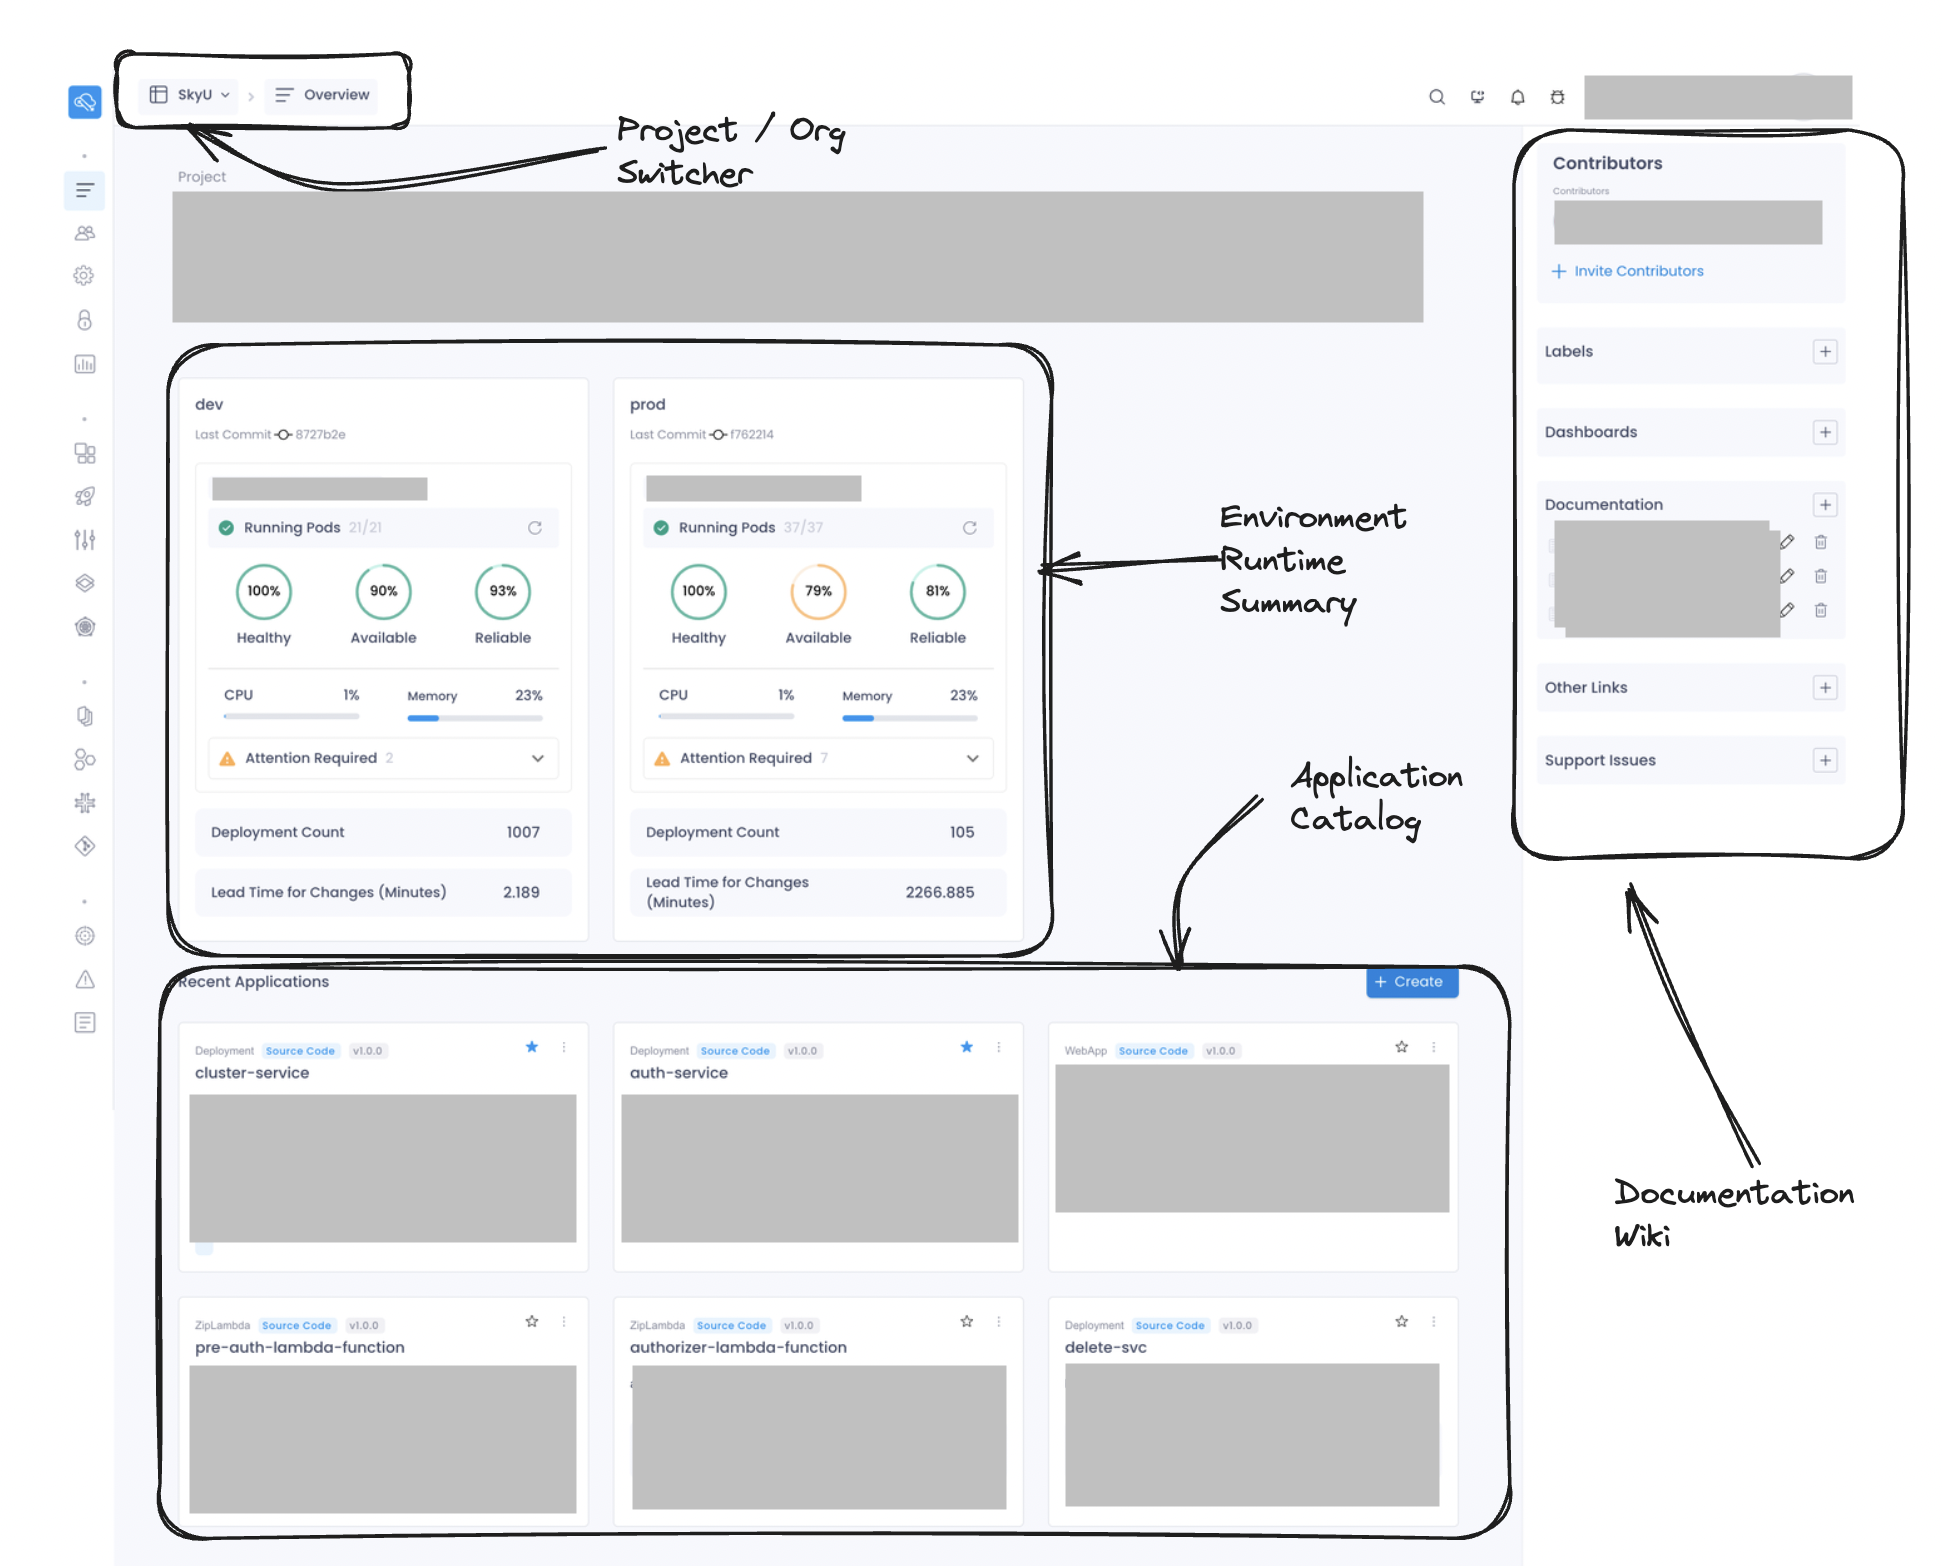 SkyU
Overview
Project / Org
Switcher
Project
Contributors
Contributors
Invite Contributors
Labels
Dashboards
Documentation
Other Links
Support Issues
dev
Last Commit 8727b2e
Running Pods 21/21
100% 90% 93%
Healthy Available Reliable
CPU 1% Memory 23%
Attention Required 2
Deployment Count 1007
Lead Time for Changes (Minutes) 2.189
prod
Last Commit f762214
Running Pods 37/37
100% 79% 81%
Healthy Available Reliable
CPU 1% Memory 23%
Attention Required 7
Deployment Count 105
Lead Time for Changes
(Minutes) 2266.885
Environment
Runtime
Summary
Application
Catalog
Documentation
Wiki
Recent Applications
+ Create
Deployment Source Code v1.0.0
cluster-service
Deployment Source Code v1.0.0
auth-service
WebApp Source Code v1.0.0
ZipLambda Source Code v1.0.0
pre-auth-lambda-function
ZipLambda Source Code v1.0.0
authorizer-lambda-function
Deployment Source Code v1.0.0
delete-svc